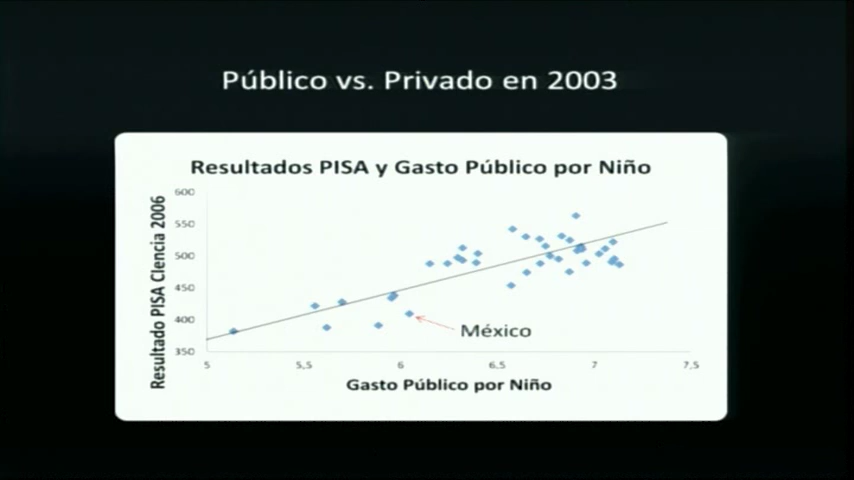 Público vs. Privado en 2003
Resultados PISA y Gasto Público por Niño
Resultado PISA Ciencia 2006
600
550
500
450
400
350
México
5
5,5
6
6,5
7
7,5
Gasto Público por Niño